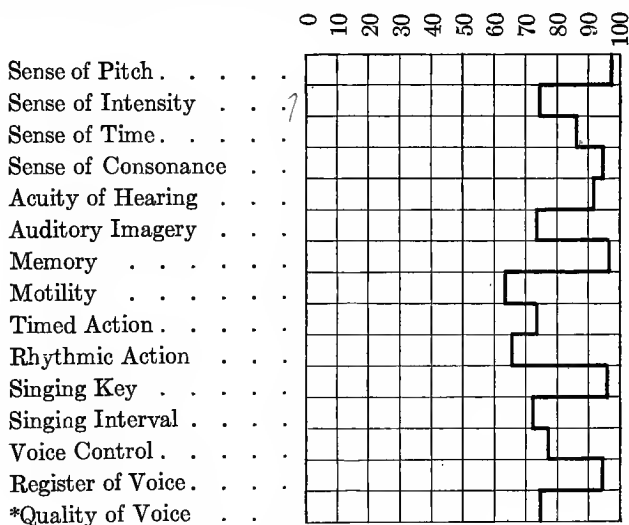 0 10 20 30 40 50 60 70 80 90 100
Sense of Pitch . . . . .
Sense of Intensity . . .
Sense of Time . . . . .
Sense of Consonance . .
Acuity of Hearing . . .
Auditory Imagery . . .
Memory . . . . . .
Motility . . . . . .
Timed Action . . . . .
Rhythmic Action . . .
Singing Key . . . . .
Singing Interval . . . .
Voice Control . . . . .
Register of Voice . . . .
*Quality of Voice . .